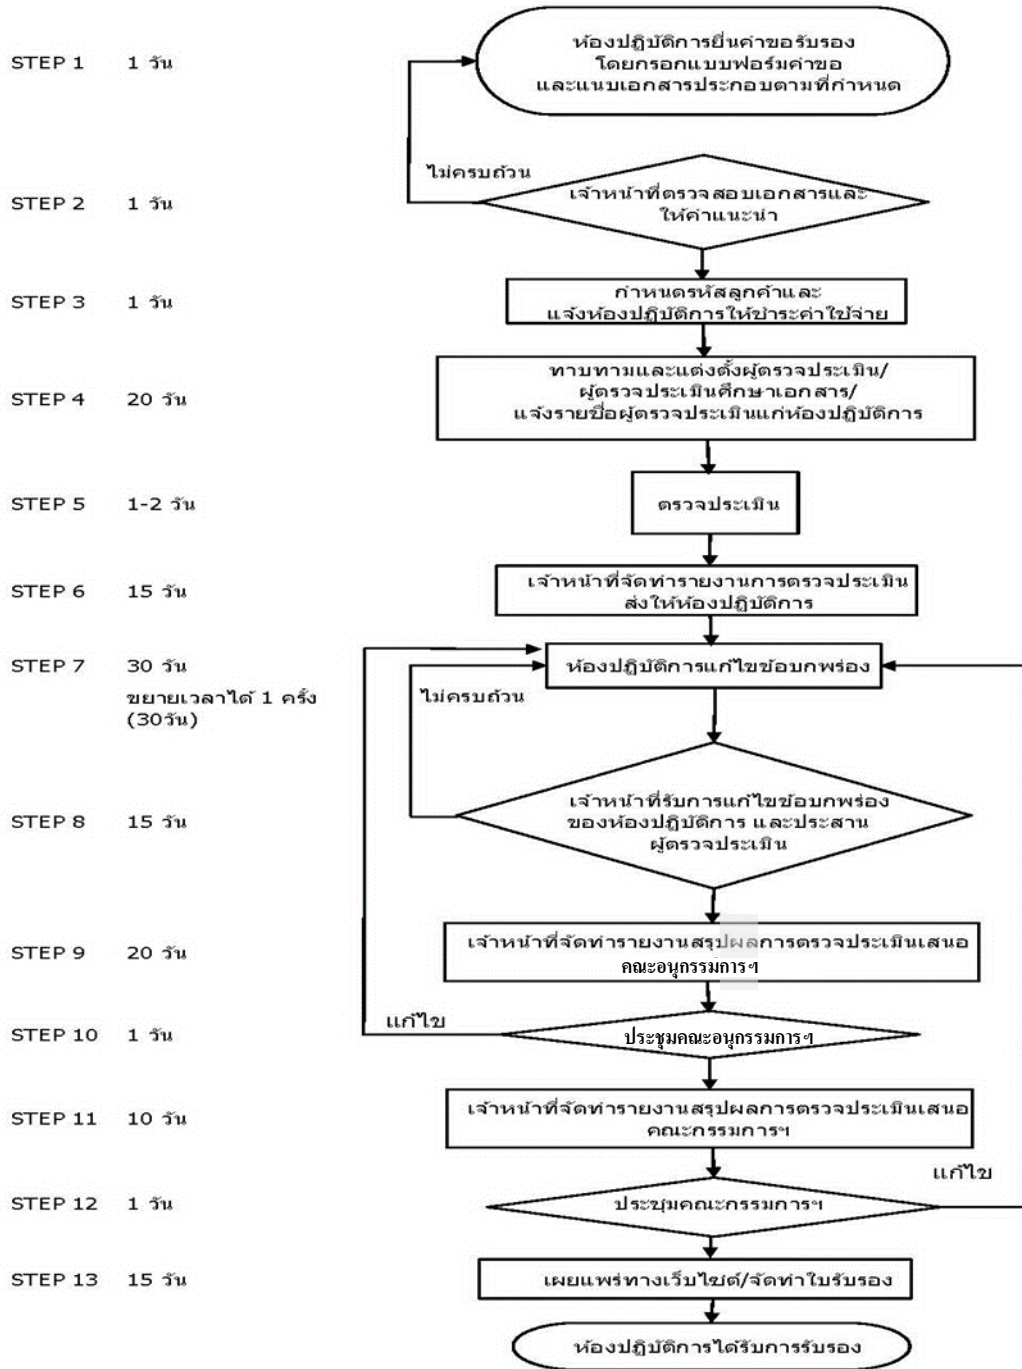 ห้องปฏิบัติการยื่นคำขอรับรอง
STEP 1 1 วัน
โดยกรอกแบบฟอร์มคำขอ
และแนบเอกสารประกอบตามที่กำหนด
ไม่ครบถ้วน
STEP 2 1 วัน
เจ้าหน้าที่ตรวจสอบเอกสารและ
ให้คำแนะนำ
STEP 3 1 วัน
กำหนดรหัสลูกค้าและ
แจ้งห้องปฏิบัติการให้ชำระค่าใช้จ่าย
STEP 4 20 วัน
ทาบทามและแต่งตั้งผู้ตรวจประเมิน/
ผู้ตรวจประเมินศึกษาเอกสาร/
แจ้งรายชื่อผู้ตรวจประเมินแก่ห้องปฏิบัติการ
STEP 5 1-2 วัน
ตรวจประเมิน
STEP 6 15 วัน
เจ้าหน้าที่จัดทำรายงานการตรวจประเมิน
ส่งให้ห้องปฏิบัติการ
STEP 7 30 วัน
ขยายเวลาได้ 1 ครั้ง
(30วัน)
ห้องปฏิบัติการแก้ไขข้อบกพร่อง
ไม่ครบถ้วน
STEP 8 15 วัน
เจ้าหน้าที่รับการแก้ไขข้อบกพร่อง
ของห้องปฏิบัติการ และประสาน
ผู้ตรวจประเมิน
STEP 9 20 วัน
เจ้าหน้าที่จัดทำรายงานสรุปผลการตรวจประเมินเสนอ
คณะอนุกรรมการฯ
แก้ไข
STEP 10 1 วัน
ประชุมคณะอนุกรรมการฯ
STEP 11 10 วัน
เจ้าหน้าที่จัดทำรายงานสรุปผลการตรวจประเมินเสนอ
คณะกรรมการฯ
แก้ไข
STEP 12 1 วัน
ประชุมคณะกรรมการฯ
STEP 13 15 วัน
เผยแพร่ทางเว็บไซต์/จัดทำใบรับรอง
ห้องปฏิบัติการได้รับการรับรอง